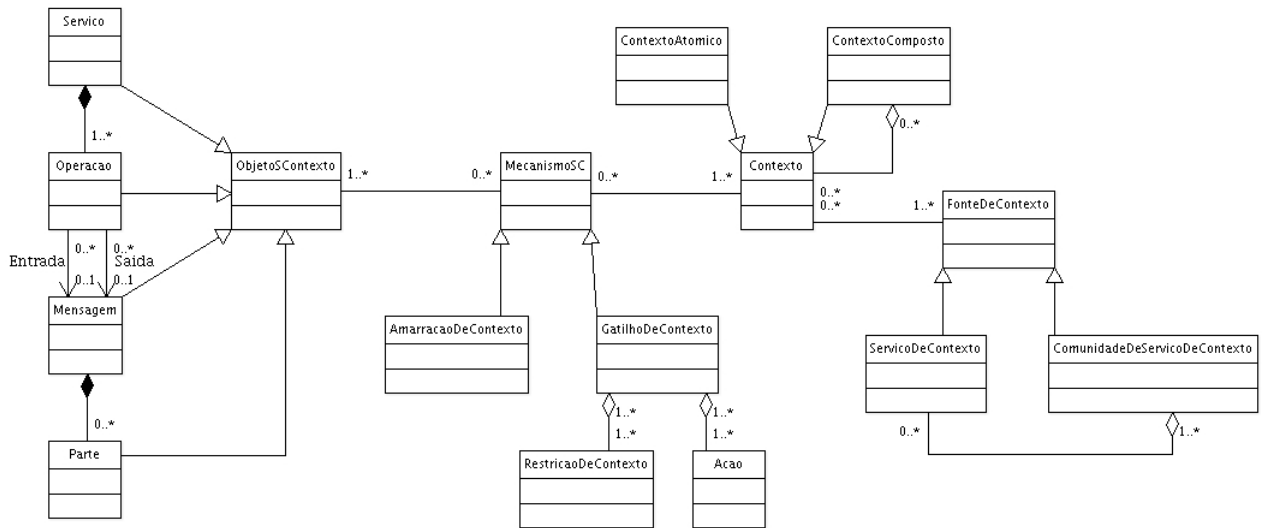 Servico
ContextoAtomico
ContextoComposto
1..*
0..*
Operacao
ObjetoSContexto
1..*
0..*
MecanismoSC
0..*
1..*
Contexto
0..*
0..*
1..*
FonteDeContexto
Entrada
0..*
0..*
Saida
0..1
0..1
Mensagem
AmarracaoDeContexto
GatilhoDeContexto
ServicoDeContexto
ComunidadeDeServicoDeContexto
0..*
1..*
1..*
1..*
1..*
0..*
1..*
Parte
RestricaoDeContexto
Acao